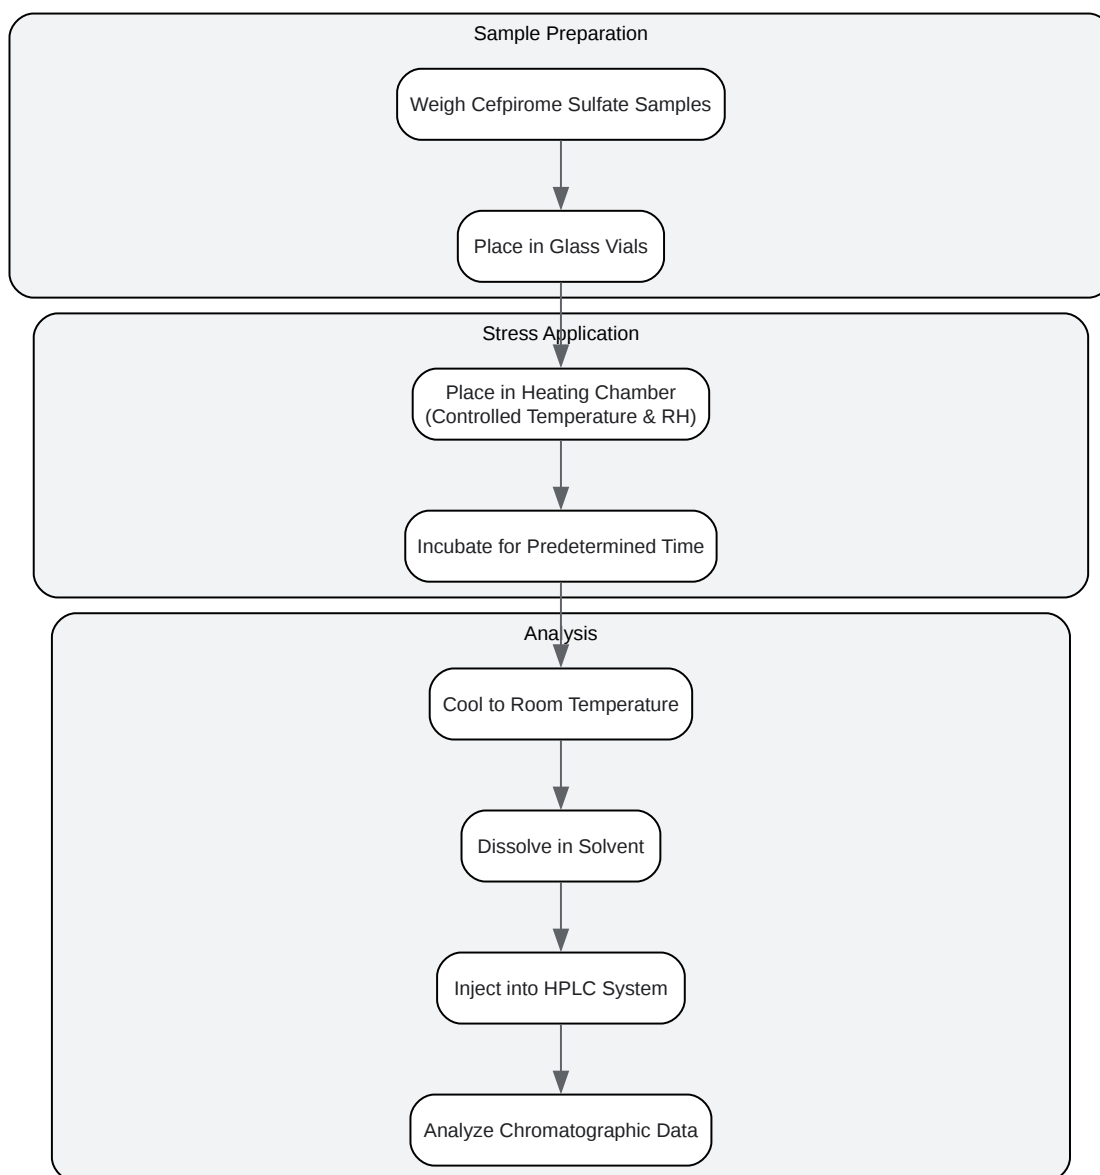 Sample Preparation
Weigh Cefpirome Sulfate Samples
Place in Glass Vials
Stress Application
Place in Heating Chamber
(Controlled Temperature & RH)
Incubate for Predetermined Time
Analysis
Cool to Room Temperature
Dissolve in Solvent
Inject into HPLC System
Analyze Chromatographic Data